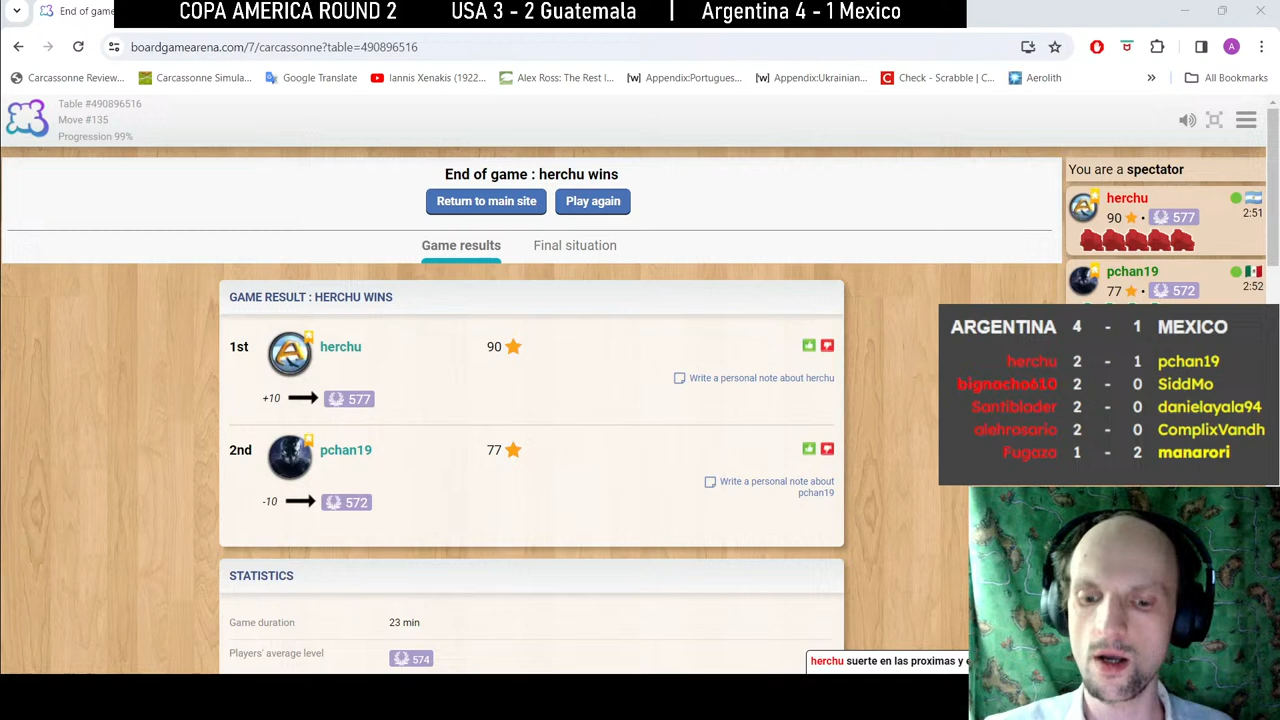 COPA AMERICA ROUND 2 USA 3 - 2 Guatemala | Argentina 4 - 1 Mexico
End of game
boardgamearena.com/7/carcassonne?table=490896516
A
Carcassonne Review...
Carcassonne Simula...
Google Translate
Iannis Xenakis (1922...
Alex Ross: The Rest I...
Appendix:Portugues...
Appendix:Ukrainian...
Check - Scrabble | C...
Aerolith
All Bookmarks
Table #490896516
Move #135
Progression 99%
End of game : herchu wins
Return to main site
Play again
Game results
Final situation
You are a spectator
herchu
90 • 577
2:51
pchan19
77 • 572
2:52
GAME RESULT : HERCHU WINS
1st herchu 90
Write a personal note about herchu
+10 577
2nd pchan19 77
Write a personal note about
pchan19
-10 572
STATISTICS
Game duration 23 min
Players' average level 574
herchu suerte en las proximas y e
ARGENTINA 4 - 1 MEXICO
herchu 2 - 1 pchan19
bignacho610 2 - 0 SiddMo
Santiblader 2 - 0 danielayala94
alehrosario 2 - 0 ComplixVandh
Fugaza 1 - 2 manarori